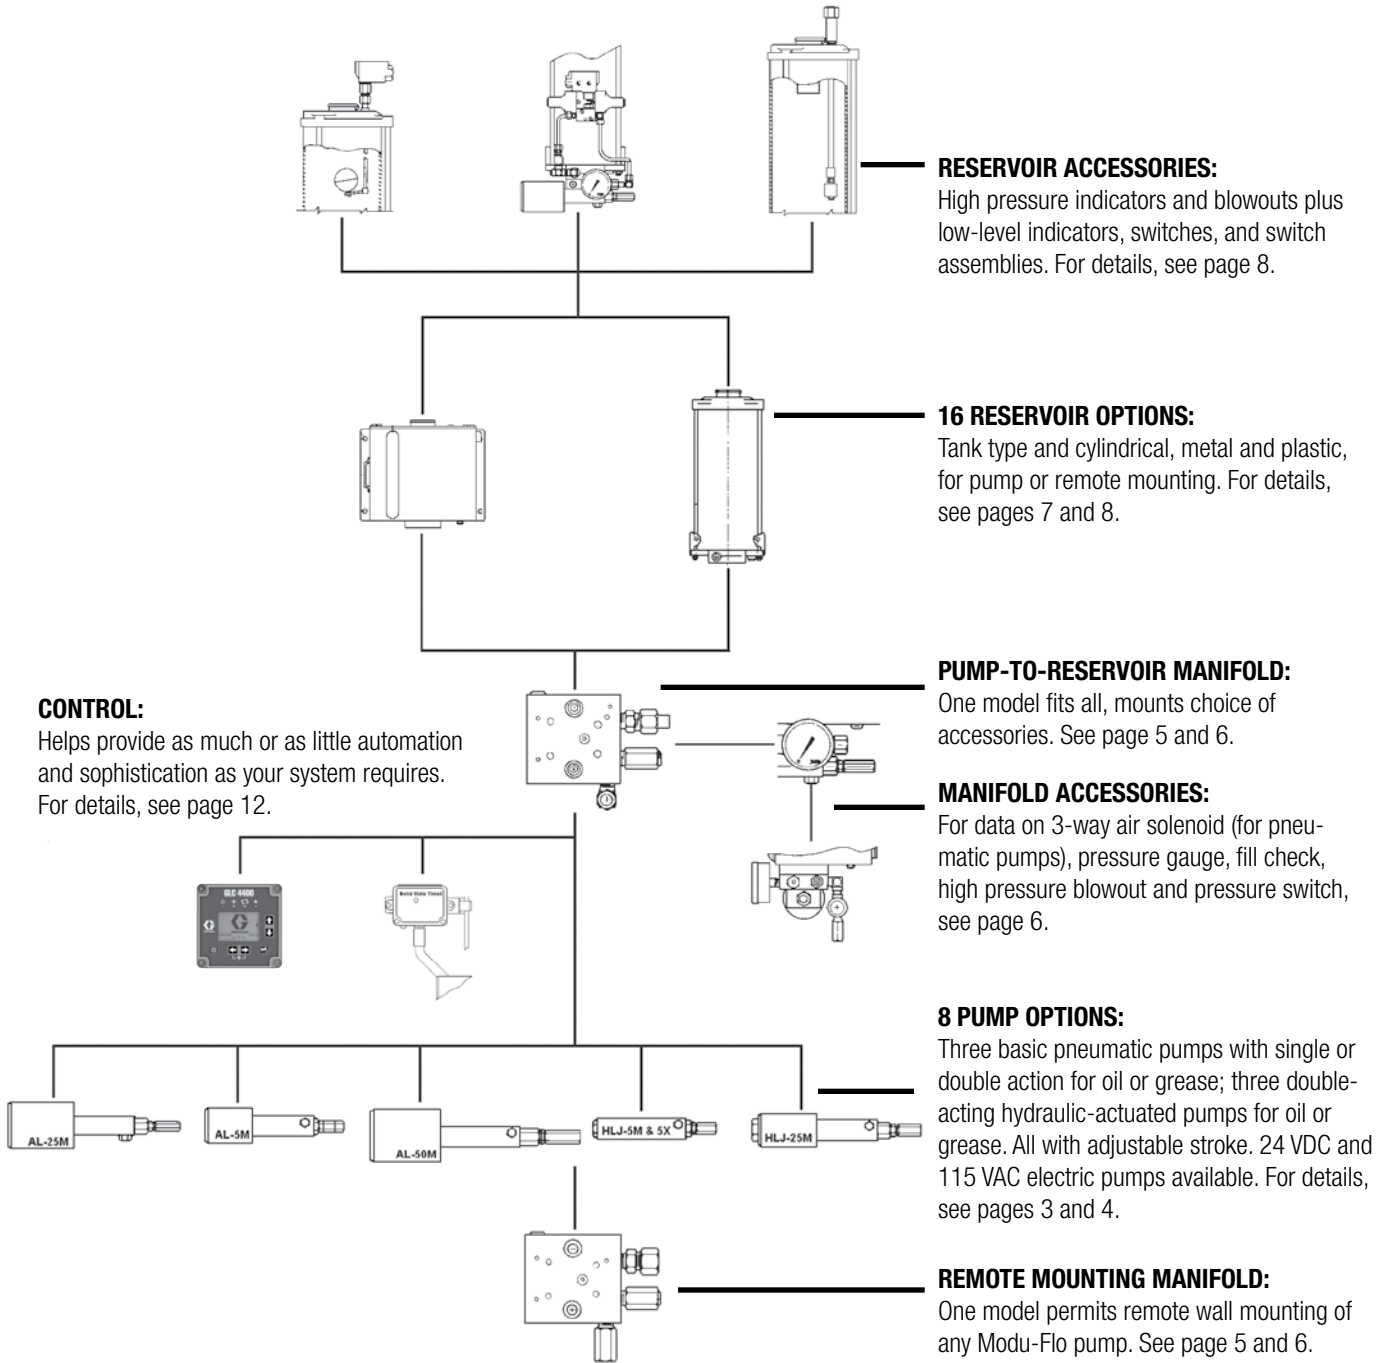 RESERVOIR ACCESSORIES:
High pressure indicators and blowouts plus
low-level indicators, switches, and switch
assemblies. For details, see page 8.
16 RESERVOIR OPTIONS:
Tank type and cylindrical, metal and plastic,
for pump or remote mounting. For details,
see pages 7 and 8.
PUMP-TO-RESERVOIR MANIFOLD:
One model fits all, mounts choice of
accessories. See page 5 and 6.
CONTROL:
Helps provide as much or as little automation
and sophistication as your system requires.
For details, see page 12.
MANIFOLD ACCESSORIES:
For data on 3-way air solenoid (for pneu-
matic pumps), pressure gauge, fill check,
high pressure blowout and pressure switch,
see page 6.
GLC 4400
Solid State Timer
8 PUMP OPTIONS:
Three basic pneumatic pumps with single or
double action for oil or grease; three double-
acting hydraulic-actuated pumps for oil or
grease. All with adjustable stroke. 24 VDC and
115 VAC electric pumps available. For details,
see pages 3 and 4.
AL-25M
AL-5M
AL-50M
HLJ-5M & 5X
HLJ-25M
REMOTE MOUNTING MANIFOLD:
One model permits remote wall mounting of
any Modu-Flo pump. See page 5 and 6.